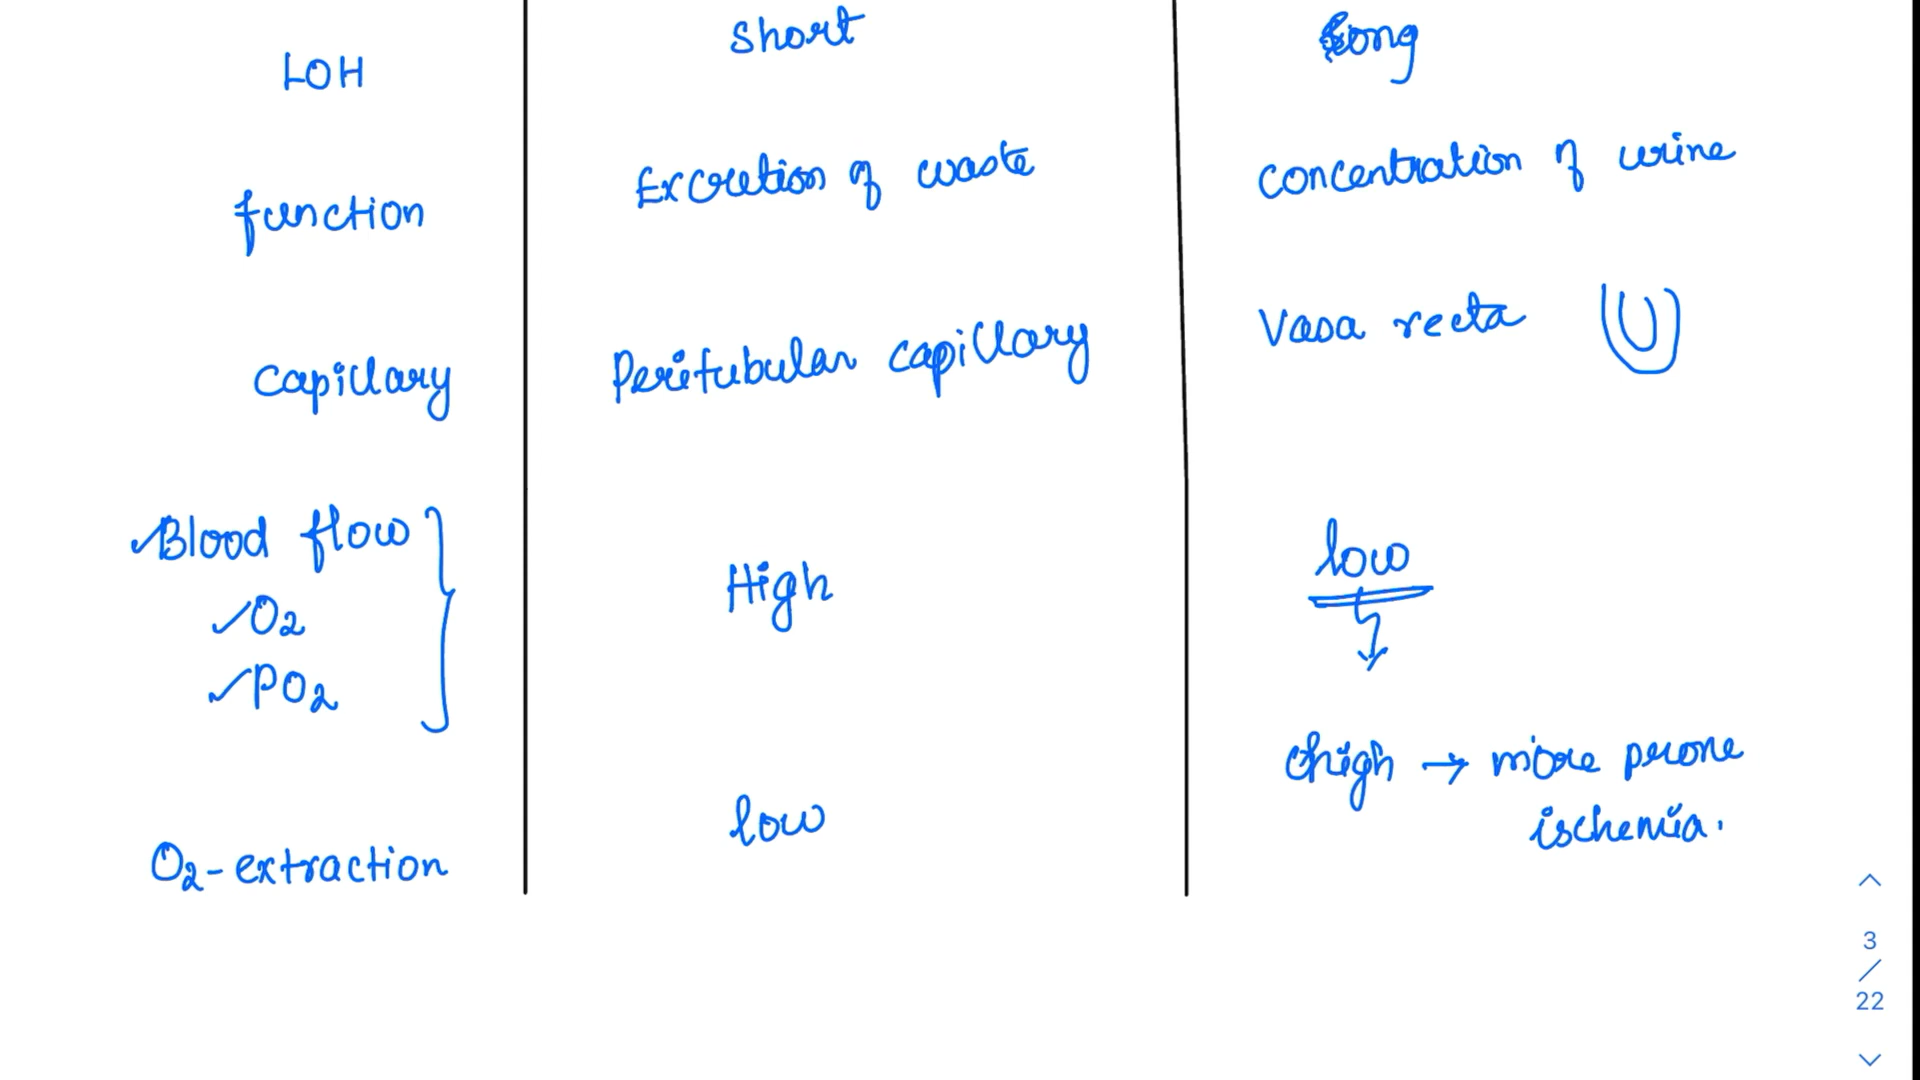 LOH short Long
function Excretion of waste concentration of urine
capillary Peritubular capillary Vasa recta
Blood flow
O2 High low
PO2
O2-extraction low high → more prone
ischemia.
3
/
22